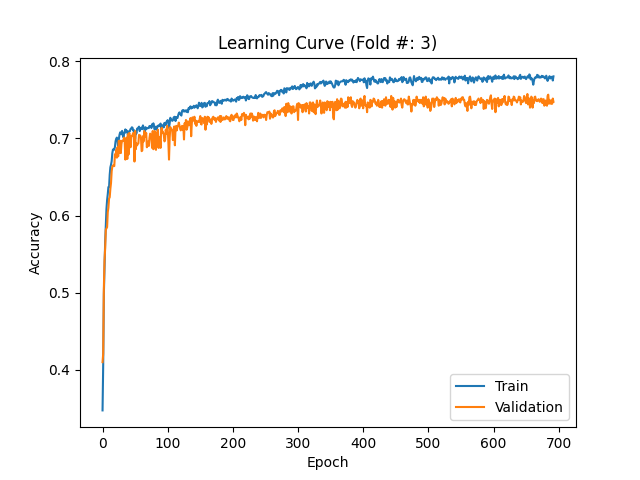 Learning Curve (Fold #: 3)
0.8
0.7
0.6
0.5
0.4
Accuracy
0 100 200 300 400 500 600 700
Epoch
Train
Validation